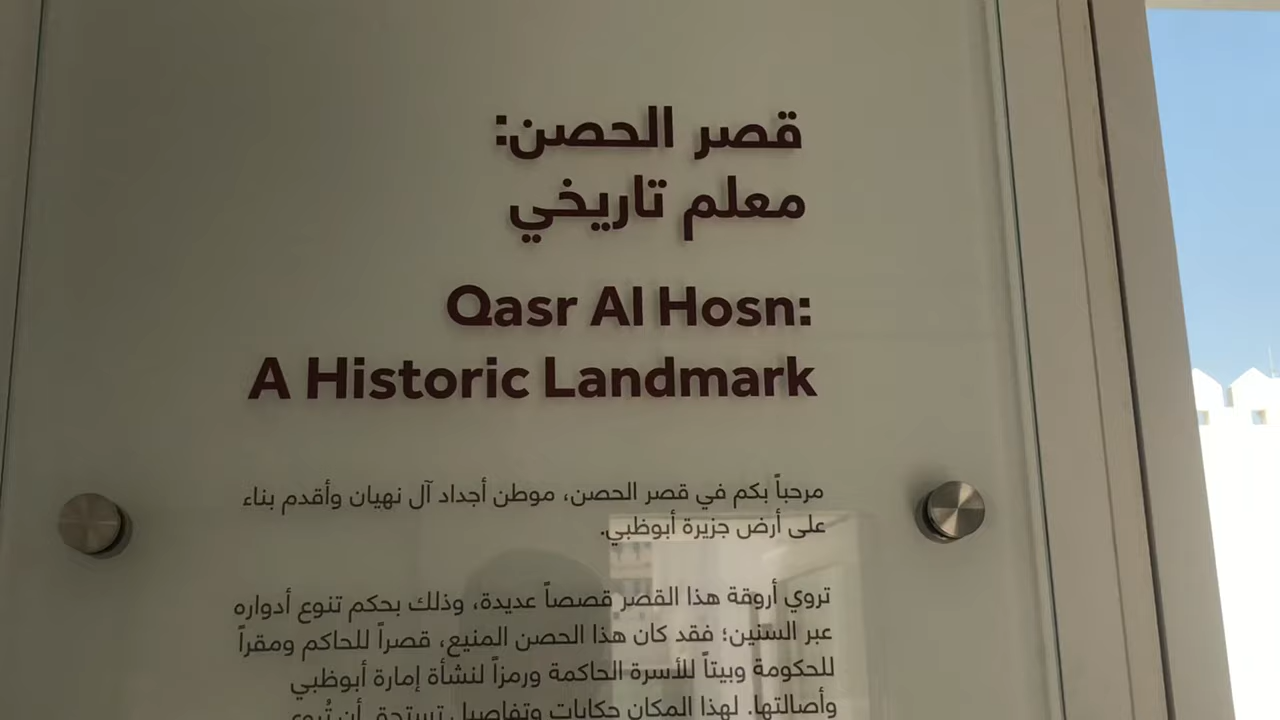 قصر الحصن:
معلم تاريخي
Qasr Al Hosn:
A Historic Landmark
مرحباً بكم في قصر الحصن، موطن أجداد آل نهيان وأقدم بناء
على أرض جزيرة أبوظبي.
تروي أروقة هذا القصر قصصاً عديدة، وذلك بحكم تنوع أدواره
عبر السنين؛ فقد كان هذا الحصن المنيع، قصراً للحاكم ومقراً
للحكومة وبيتاً للأسرة الحاكمة ورمزاً لنشأة إمارة أبوظبي
وأصالتها. لهذا المكان حكايات وتفاصيل تستحق أن